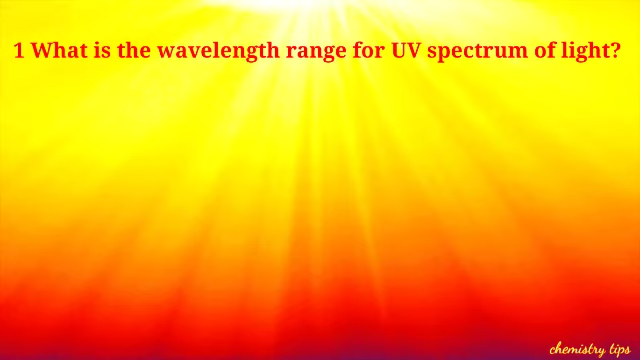 1 What is the wavelength range for UV spectrum of light?
chemistry tips